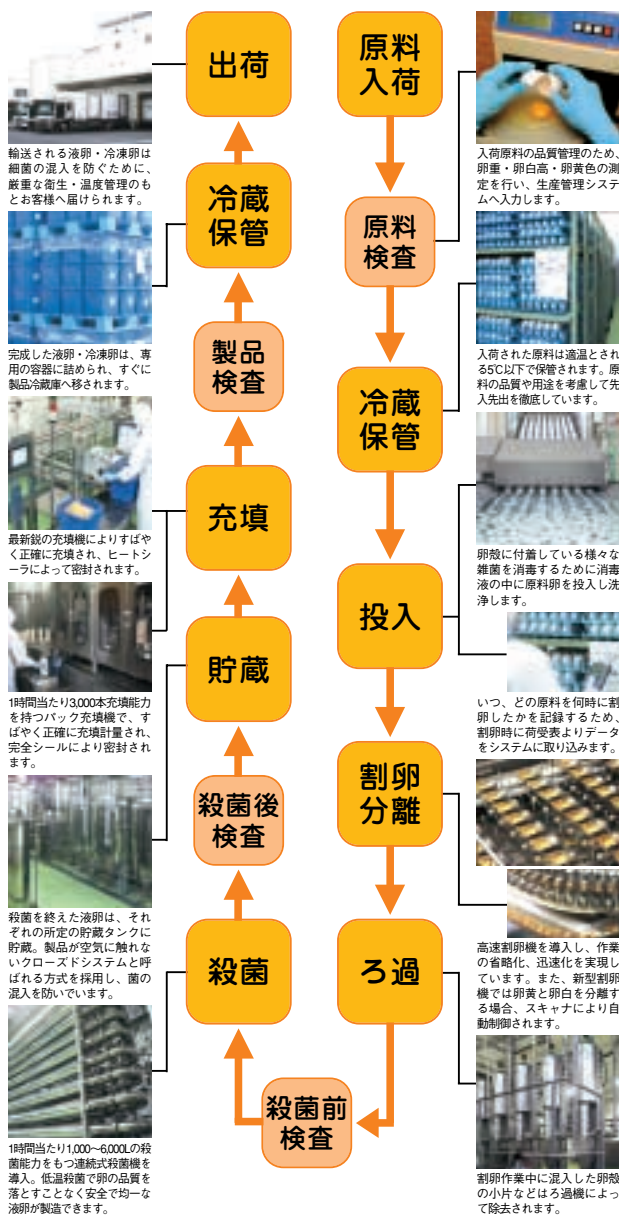 原料
入荷
入荷原料の品質管理のため、
卵重・卵白高・卵黄色の測
定を行い、生産管理システ
ムへ入力します。
原料
検査
冷蔵
保管
入荷された原料は適温とされ
る5℃以下で保管されます。原
料の品質や用途を考慮して先
入先出を徹底しています。
投入
卵殻に付着している様々な
雑菌を消毒するために消毒
液の中に原料卵を投入し洗
浄します。
いつ、どの原料を何時に割
卵したかを記録するため、
割卵時に荷受表よりデータ
をシステムに取り込みます。
割卵
分離
高速割卵機を導入し、作業
の省略化、迅速化を実現し
ています。また、新型割卵
機では卵黄と卵白を分離す
る場合、スキャナにより自
動制御されます。
ろ過
割卵作業中に混入した卵殻
の小片などはろ過機によっ
て除去されます。
殺菌前
検査
殺菌
1時間当たり1,000〜6,000Lの殺
菌能力をもつ連続式殺菌機を
導入。低温殺菌で卵の品質を
落とすことなく安全で均一な
液卵が製造できます。
殺菌後
検査
貯蔵
殺菌を終えた液卵は、それ
ぞれの所定の貯蔵タンクに
貯蔵。製品が空気に触れな
いクローズドシステムと呼
ばれる方式を採用し、菌の
混入を防いでいます。
充填
最新鋭の充填機によりすばや
く正確に充填され、ヒートシ
ーラによって密封されます。
1時間当たり3,000本充填能力
を持つパック充填機で、す
ばやく正確に充填計量され、
完全シールにより密封され
ます。
製品
検査
冷蔵
保管
完成した液卵・冷凍卵は、専
用の容器に詰められ、すぐに
製品冷蔵庫へ移されます。
出荷
輸送される液卵・冷凍卵は
細菌の混入を防ぐために、
厳重な衛生・温度管理のも
とお客様へ届けられます。